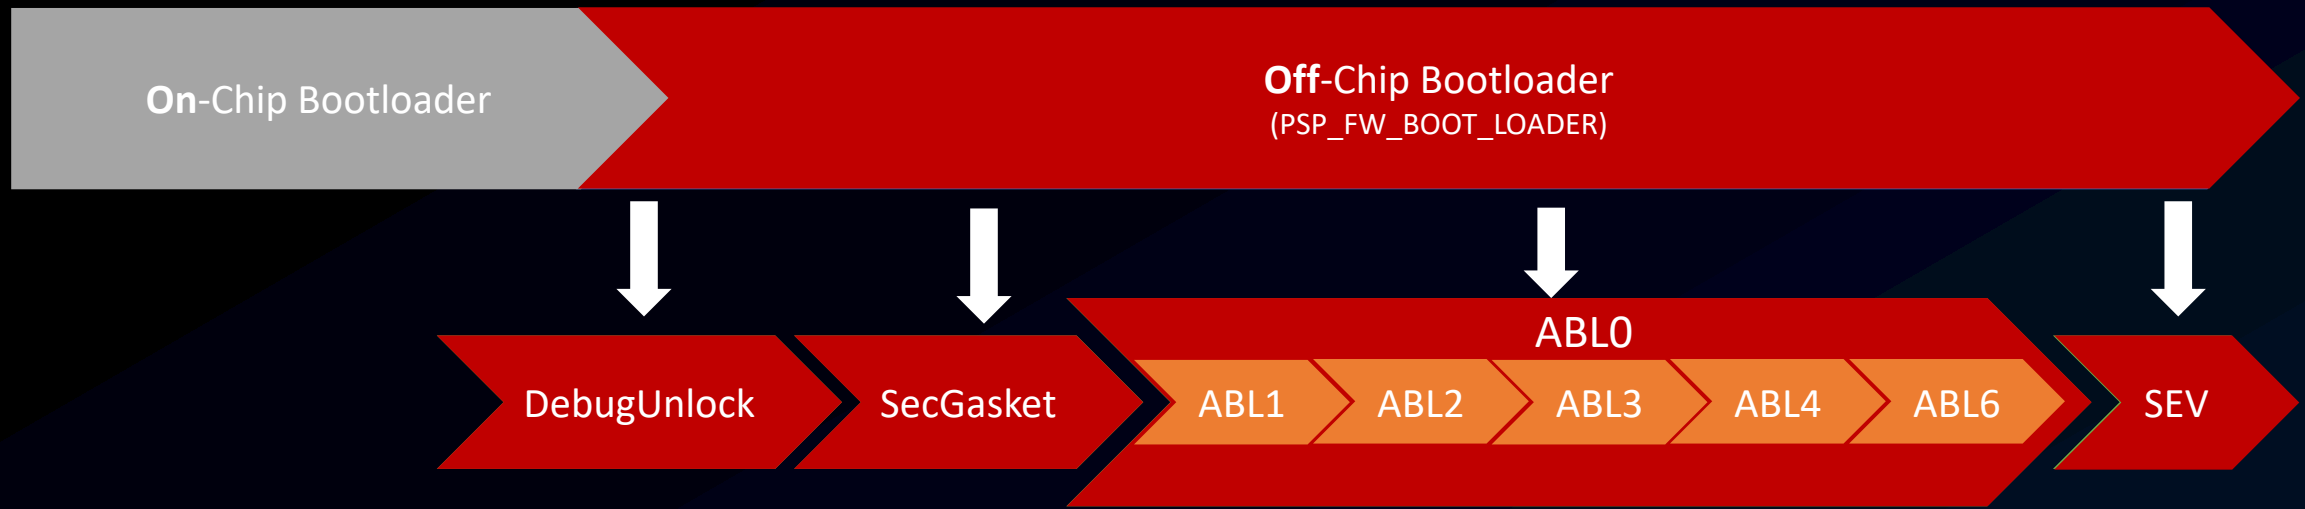 On-Chip Bootloader
Off-Chip Bootloader
(PSP_FW_BOOT_LOADER)
DebugUnlock
SecGasket
ABL0
ABL1
ABL2
ABL3
ABL4
ABL6
SEV